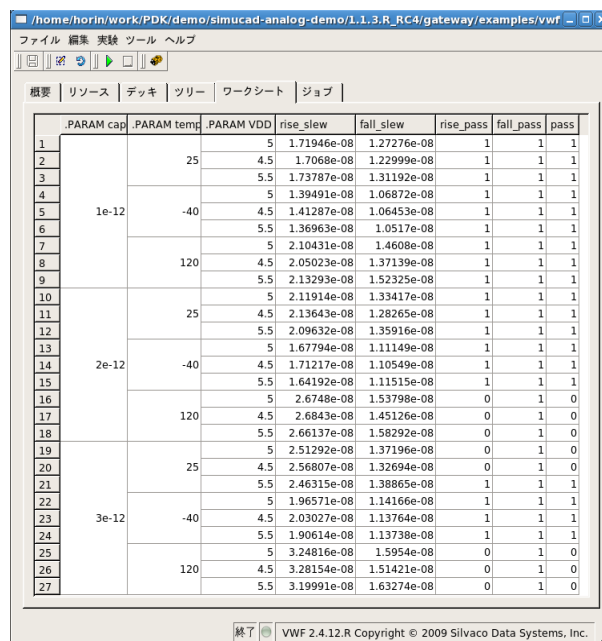 /home/horin/work/PDK/demo/simucad-analog-demo/1.1.3.R_RC4/gateway/examples/vwf
ファイル 編集 実験 ツール ヘルプ
概要 リソース デッキ ツリー ワークシート ジョブ
.PARAM cap .PARAM temp .PARAM VDD rise_slew fall_slew rise_pass fall_pass pass
1 5 1.71946e-08 1.27276e-08 1 1 1
2 25 4.5 1.7068e-08 1.22999e-08 1 1 1
3 5.5 1.73787e-08 1.31192e-08 1 1 1
4 5 1.39491e-08 1.06872e-08 1 1 1
5 1e-12 -40 4.5 1.41287e-08 1.06453e-08 1 1 1
6 5.5 1.36963e-08 1.0517e-08 1 1 1
7 5 2.10431e-08 1.4608e-08 1 1 1
8 120 4.5 2.05023e-08 1.37139e-08 1 1 1
9 5.5 2.13293e-08 1.52325e-08 1 1 1
10 5 2.11914e-08 1.33417e-08 1 1 1
11 25 4.5 2.13643e-08 1.28265e-08 1 1 1
12 5.5 2.09632e-08 1.35916e-08 1 1 1
13 5 1.67794e-08 1.11149e-08 1 1 1
14 2e-12 -40 4.5 1.71217e-08 1.10549e-08 1 1 1
15 5.5 1.64192e-08 1.11515e-08 1 1 1
16 5 2.6748e-08 1.53798e-08 0 1 0
17 120 4.5 2.6843e-08 1.45126e-08 0 1 0
18 5.5 2.66137e-08 1.58292e-08 0 1 0
19 5 2.51292e-08 1.37196e-08 0 1 0
20 25 4.5 2.56807e-08 1.32694e-08 0 1 0
21 5.5 2.46315e-08 1.38865e-08 1 1 1
22 5 1.96571e-08 1.14166e-08 1 1 1
23 3e-12 -40 4.5 2.03027e-08 1.13764e-08 1 1 1
24 5.5 1.90614e-08 1.13738e-08 1 1 1
25 5 3.24816e-08 1.5954e-08 0 1 0
26 120 4.5 3.28154e-08 1.51421e-08 0 1 0
27 5.5 3.19991e-08 1.63274e-08 0 1 0
終了 VWF 2.4.12.R Copyright © 2009 Silvaco Data Systems, Inc.